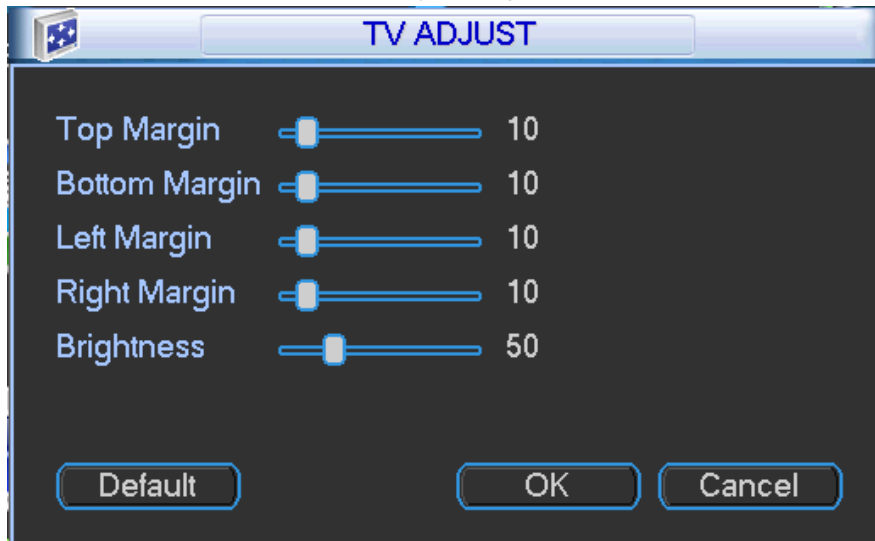 TV ADJUST
Top Margin 10
Bottom Margin 10
Left Margin 10
Right Margin 10
Brightness 50
Default OK Cancel